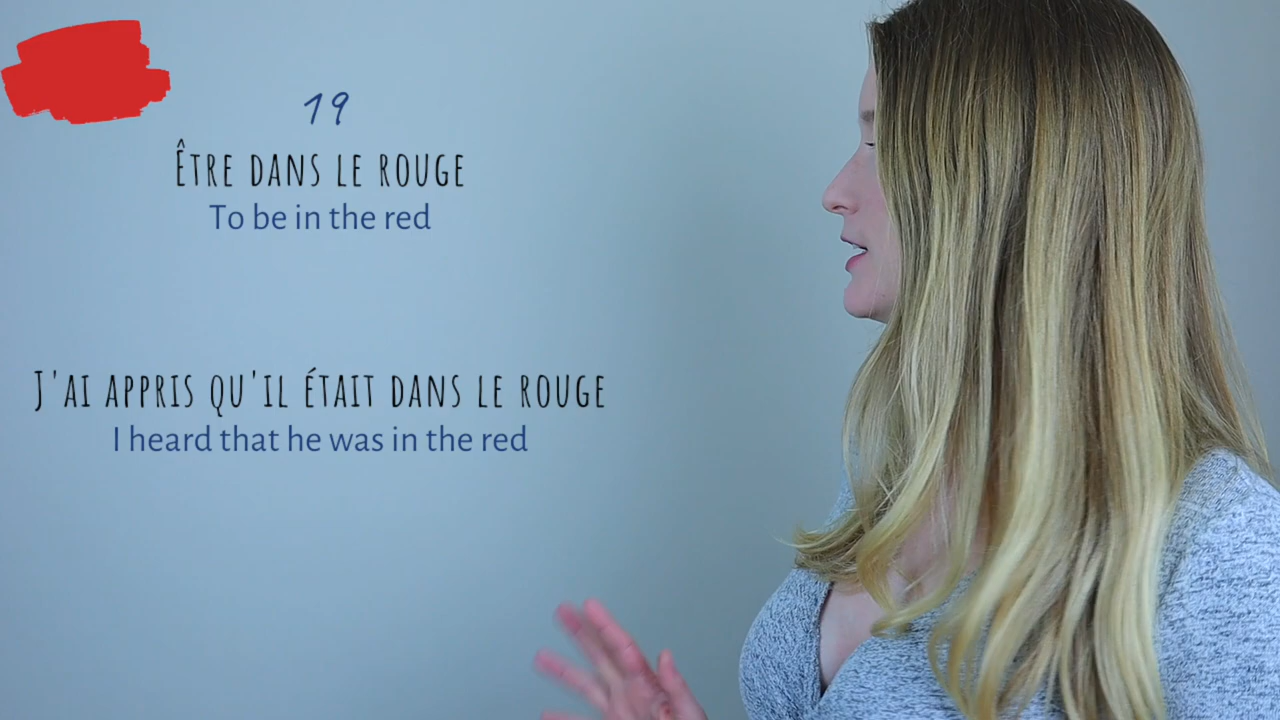 19
Être dans le rouge
To be in the red
J'ai appris qu'il était dans le rouge
I heard that he was in the red